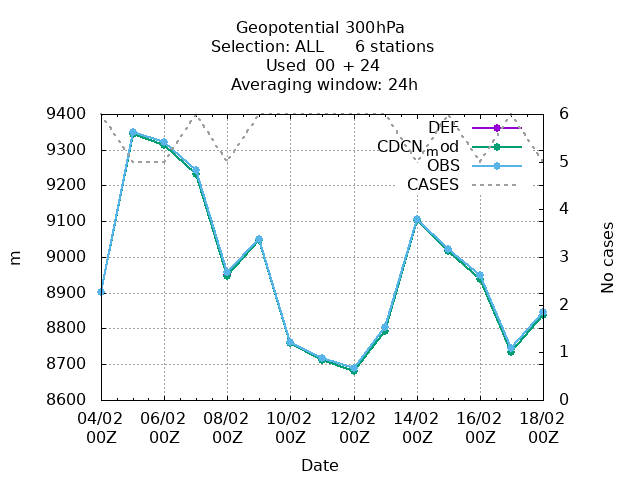 Geopotential 300hPa
Selection: ALL 6 stations
Used 00 + 24
Averaging window: 24h
9400
9300
9200
9100
9000
8900
8800
8700
8600
m
6
5
4
3
2
1
0
No cases
DEF
CDCNmod
OBS
CASES
04/02 06/02 08/02 10/02 12/02 14/02 16/02 18/02
00Z 00Z 00Z 00Z 00Z 00Z 00Z 00Z
Date